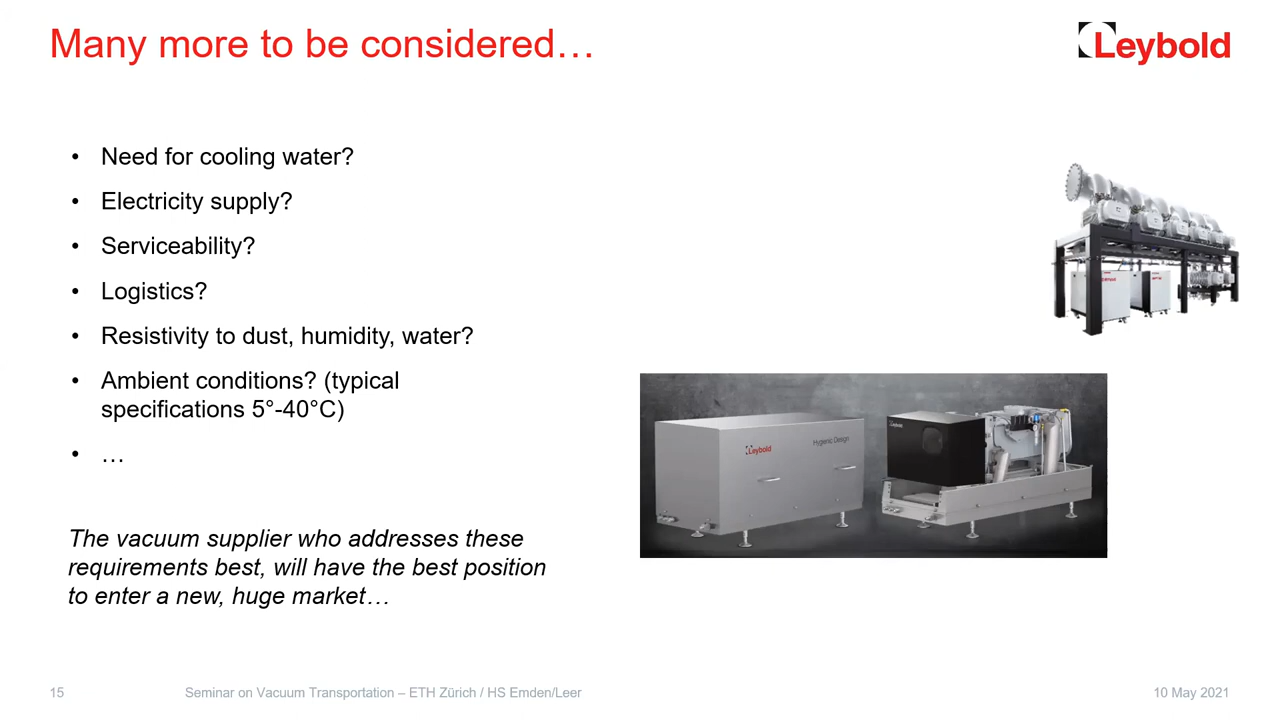 Many more to be considered…
Leybold
• Need for cooling water?
• Electricity supply?
• Serviceability?
• Logistics?
• Resistivity to dust, humidity, water?
• Ambient conditions? (typical
specifications 5°-40°C)
• …
Leybold
Hygienic Design
Leybold
The vacuum supplier who addresses these
requirements best, will have the best position
to enter a new, huge market…
15
Seminar on Vacuum Transportation – ETH Zürich / HS Emden/Leer
10 May 2021